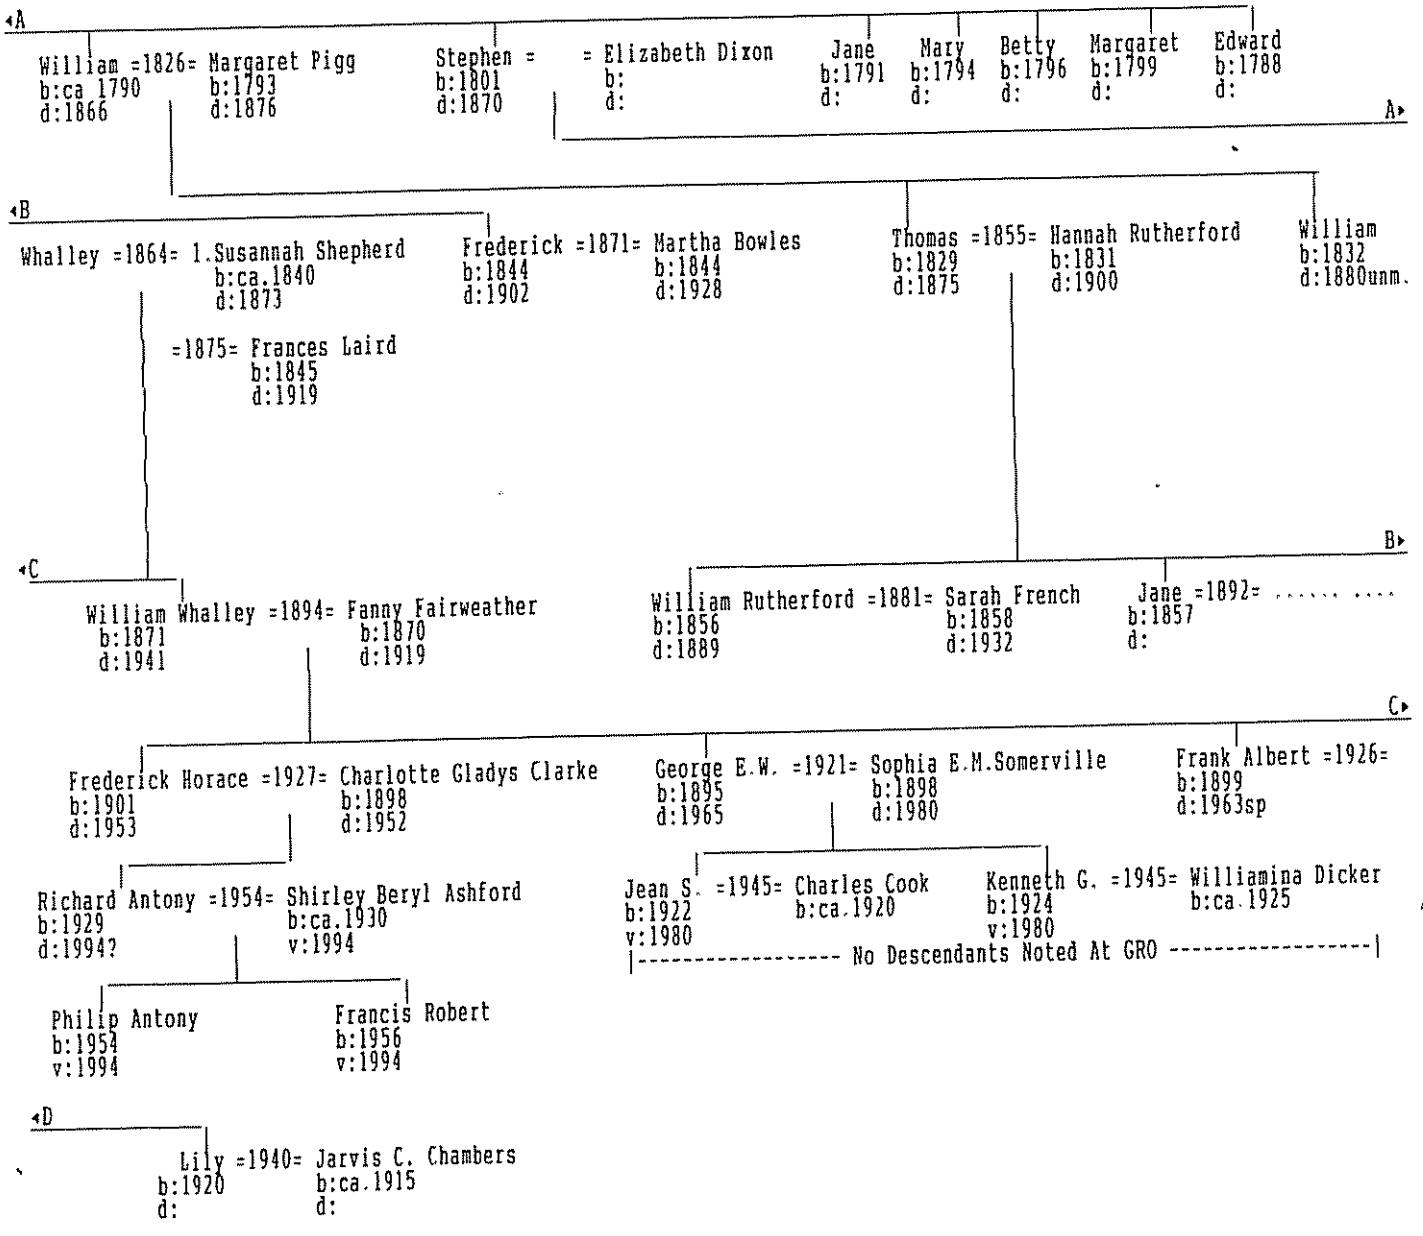 ◂A
William =1826= Margaret Pigg Stephen = = Elizabeth Dixon Jane Mary Betty Margaret Edward
b:ca 1790 b:1793 b:1801 b: b:1791 b:1794 b:1796 b:1799 b:1788
d:1866 d:1876 d:1870 d: d: d: d: d: d:
A▸
◂B
Whalley =1864= 1.Susannah Shepherd Frederick =1871= Martha Bowles Thomas =1855= Hannah Rutherford William
b:ca.1840 b:1844 b:1844 b:1829 b:1831 b:1832
d:1873 d:1902 d:1928 d:1875 d:1900 d:1880unm.
=1875= Frances Laird
b:1845
d:1919
B▸
◂C
William Whalley =1894= Fanny Fairweather William Rutherford =1881= Sarah French Jane =1892= ...... ....
b:1871 b:1870 b:1856 b:1858 b:1857
d:1941 d:1919 d:1889 d:1932 d:
C▸
Frederick Horace =1927= Charlotte Gladys Clarke George E.W. =1921= Sophia E.M.Somerville Frank Albert =1926=
b:1901 b:1898 b:1895 b:1898 b:1899
d:1953 d:1952 d:1965 d:1980 d:1963sp
Richard Antony =1954= Shirley Beryl Ashford Jean S. =1945= Charles Cook Kenneth G. =1945= Williamina Dicker
b:1929 b:ca.1930 b:1922 b:ca.1920 b:1924 b:ca.1925
d:1994? v:1994 v:1980 v:1980
|------------------ No Descendants Noted At GRO ------------------|
Philip Antony Francis Robert
b:1954 b:1956
v:1994 v:1994
◂D
Lily =1940= Jarvis C. Chambers
b:1920 b:ca.1915
d: d: